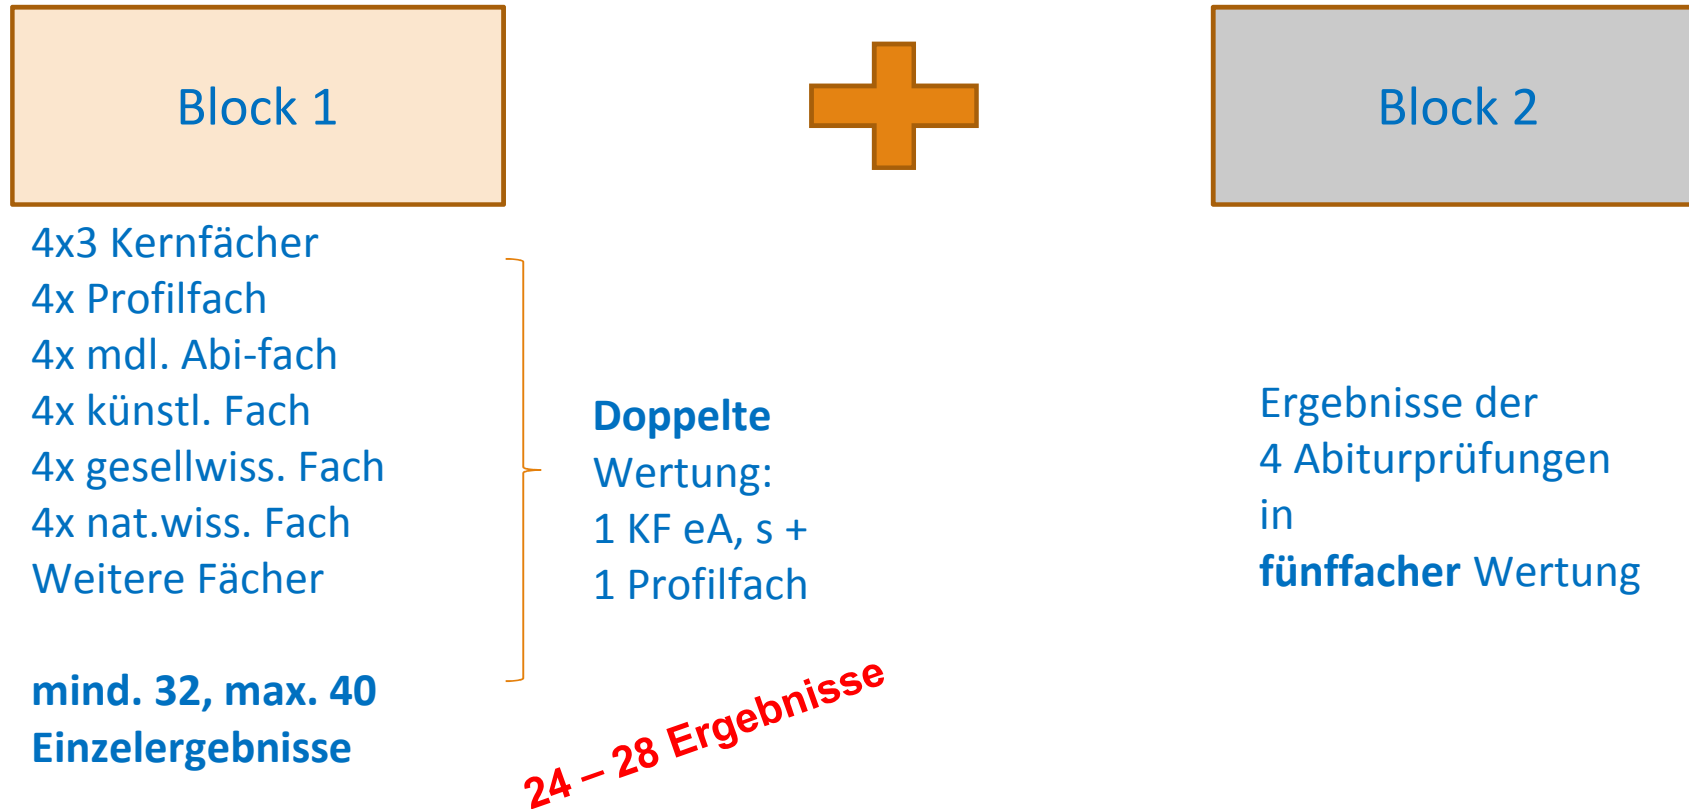 Block 1
Block 2
4x3 Kernfächer
4x Profilfach
4x mdl. Abi-fach
4x künstl. Fach
4x gesellwiss. Fach
4x nat.wiss. Fach
Weitere Fächer
mind. 32, max. 40
Einzelergebnisse
Doppelte
Wertung:
1 KF eA, s +
1 Profilfach
24 – 28 Ergebnisse
Ergebnisse der
4 Abiturprüfungen
in
fünffacher Wertung